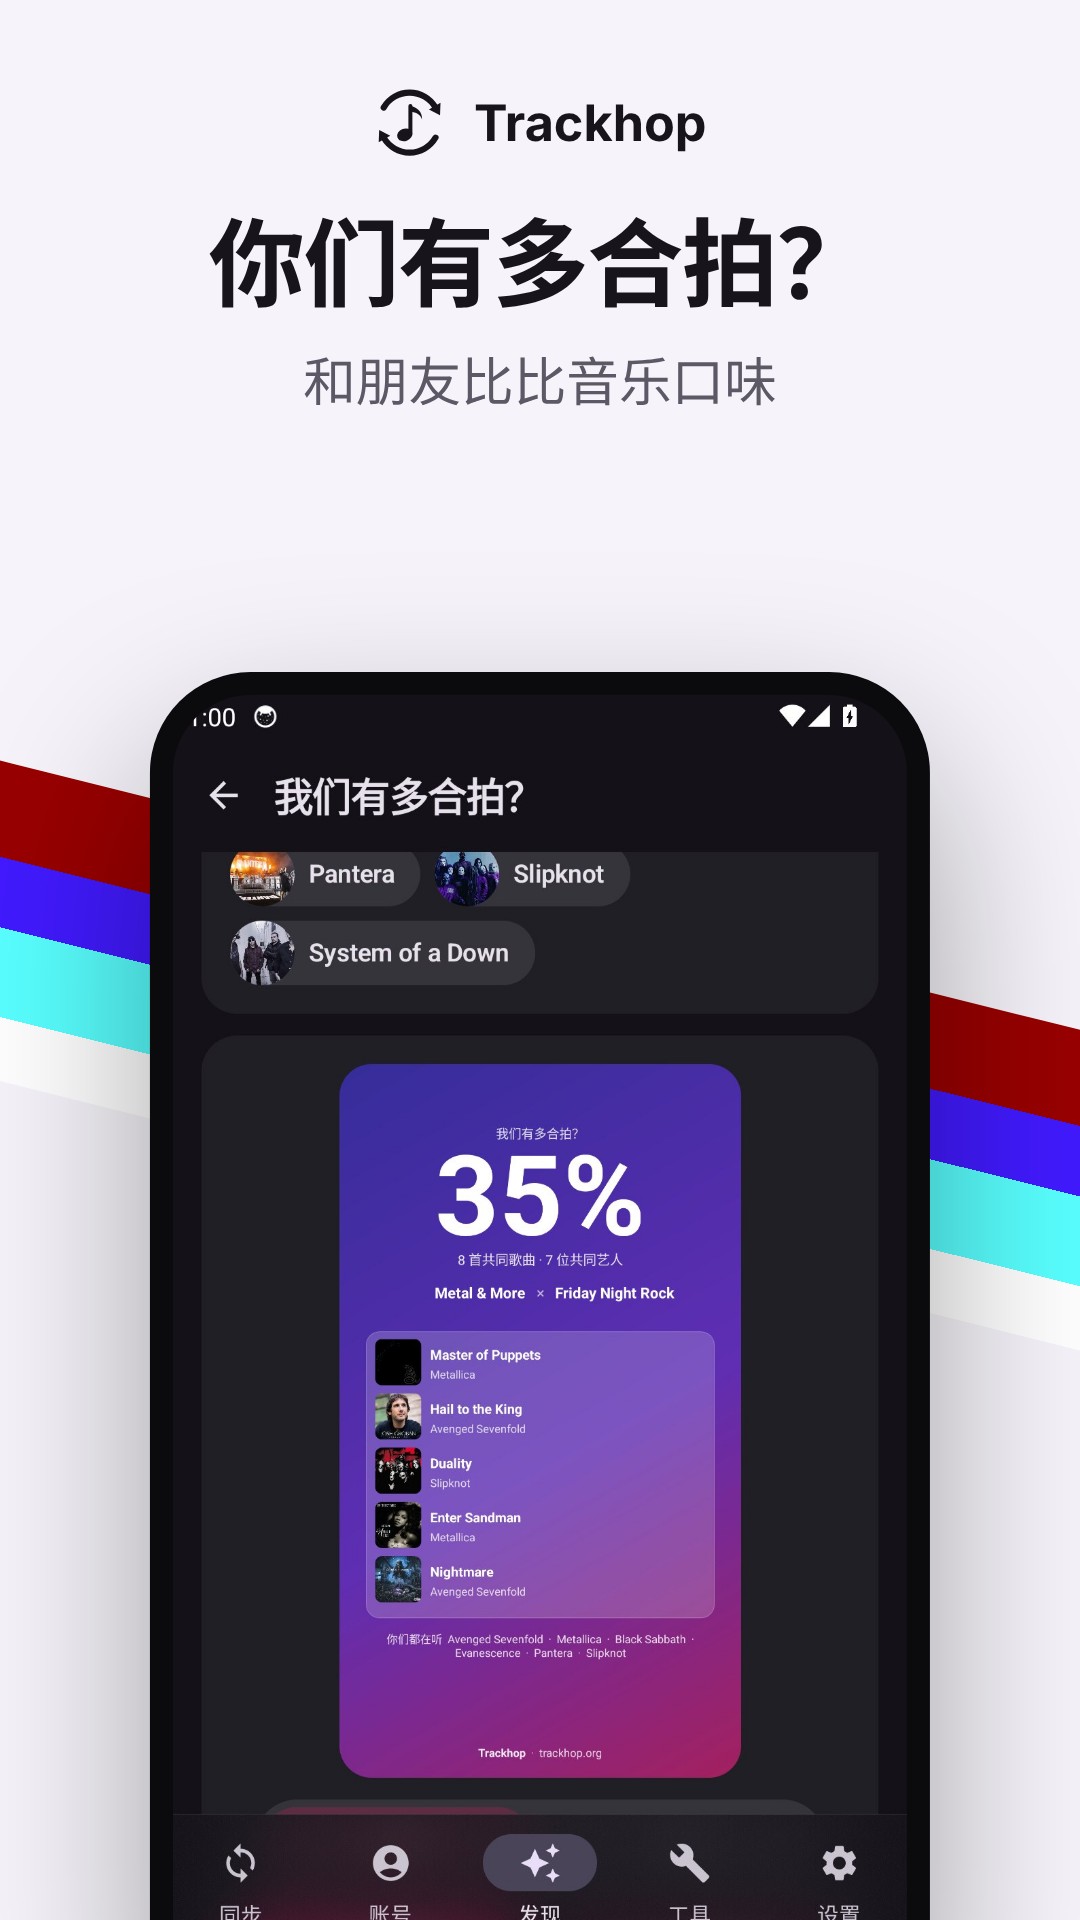 Trackhop
你们有多合拍？
和朋友比比音乐口味
:00
我们有多合拍？
Pantera
Slipknot
System of a Down
我们有多合拍？
35%
8 首共同歌曲 · 7 位共同艺人
Metal & More × Friday Night Rock
Master of Puppets
Metallica
Hail to the King
Avenged Sevenfold
Duality
Slipknot
Enter Sandman
Metallica
Nightmare
Avenged Sevenfold
你们都在听 Avenged Sevenfold · Metallica · Black Sabbath ·
Evanescence · Pantera · Slipknot
Trackhop · trackhop.org
同步 账号 发现 工具 设置